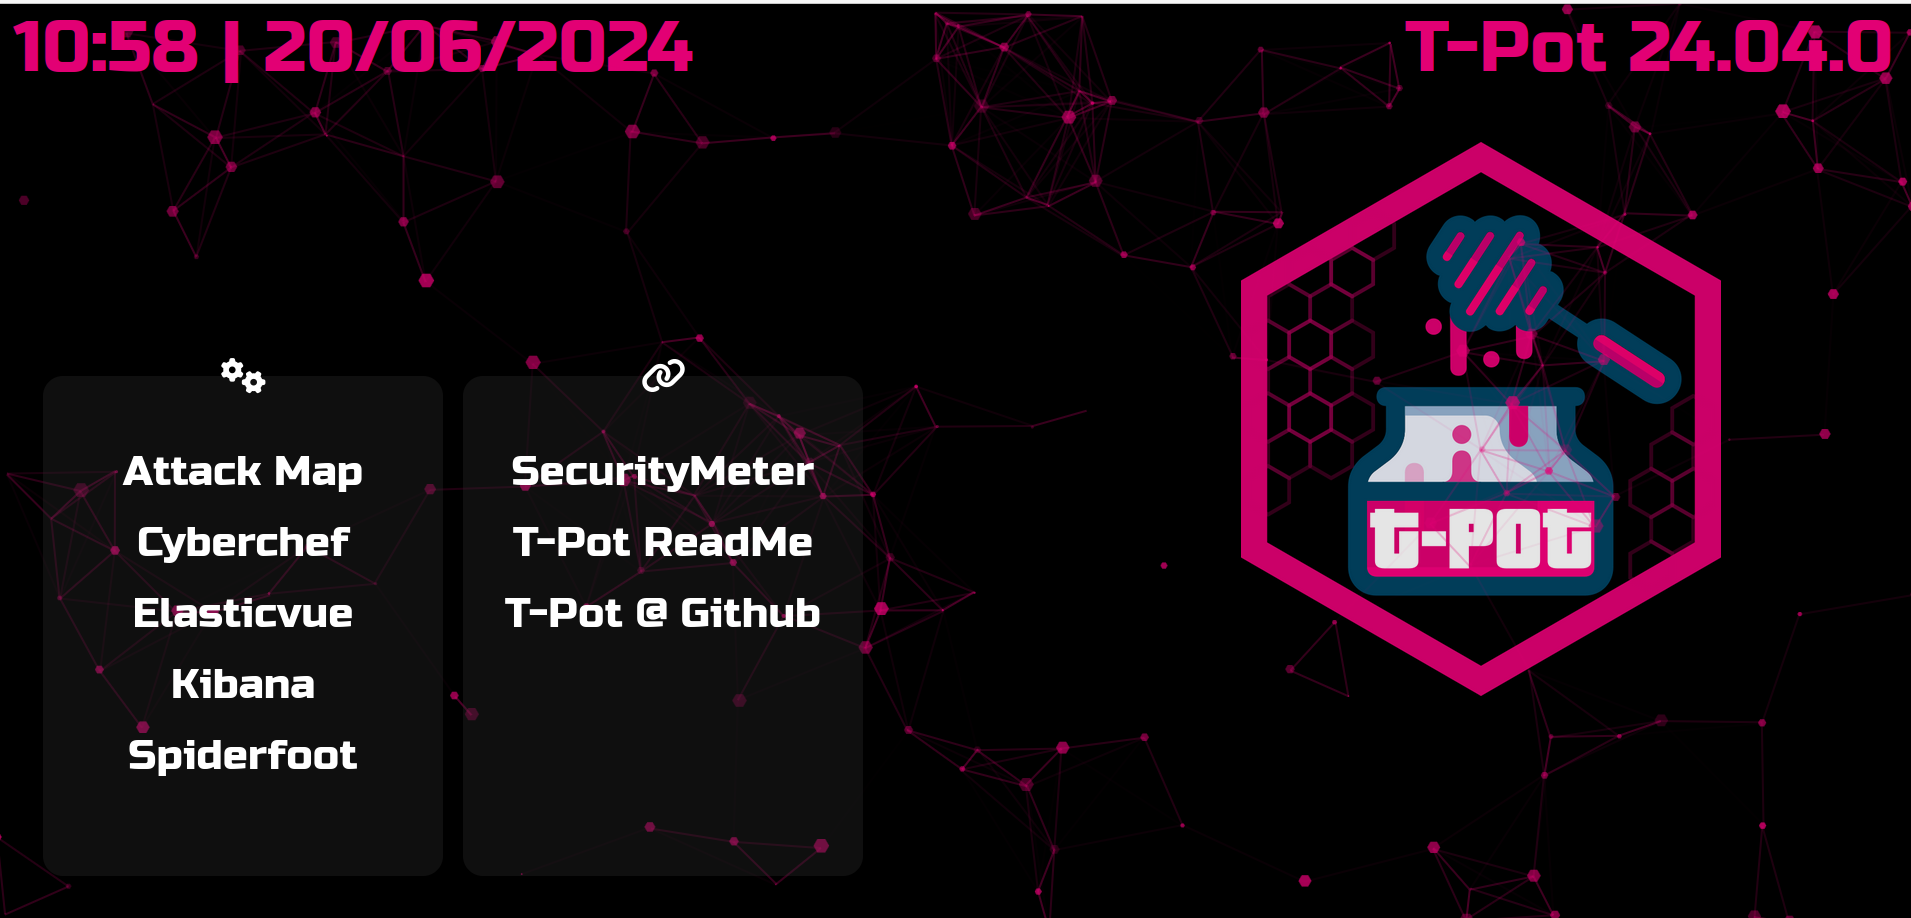 10:58 | 20/06/2024
T-Pot 24.04.0
Attack Map
Cyberchef
Elasticvue
Kibana
Spiderfoot
SecurityMeter
T-Pot ReadMe
T-Pot @ Github
t-pot